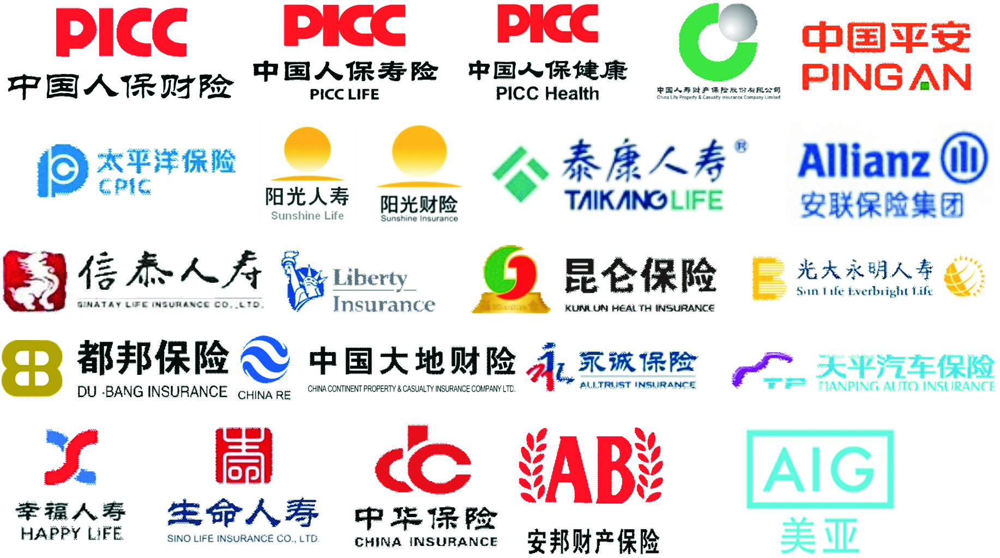 PICC
中国人保财险
PICC
中国人保寿险
PICC LIFE
PICC
中国人保健康
PICC Health
中国人寿财产保险股份有限公司
China Life Property & Casualty Insurance Company Limited
中国平安
PING AN
太平洋保险
CPIC
阳光人寿
Sunshine Life
阳光财险
Sunshine Insurance
泰康人寿®
TAIKANG LIFE
Allianz
安联保险集团
信泰人寿
SINATAY LIFE INSURANCE CO.,LTD.
Liberty
Insurance
昆仑保险
KUNLUN HEALTH INSURANCE
光大永明人寿
Sun Life Everbright Life
都邦保险
DU-BANG INSURANCE
CHINA RE
中国大地财险
CHINA CONTINENT PROPERTY & CASUALTY INSURANCE COMPANY LTD.
永诚保险
ALLTRUST INSURANCE
TP
天平汽车保险
TIANPING AUTO INSURANCE
幸福人寿
HAPPY LIFE
生命人寿
SINO LIFE INSURANCE CO., LTD.
中华保险
CHINA INSURANCE
AB
安邦财产保险
AIG
美亚